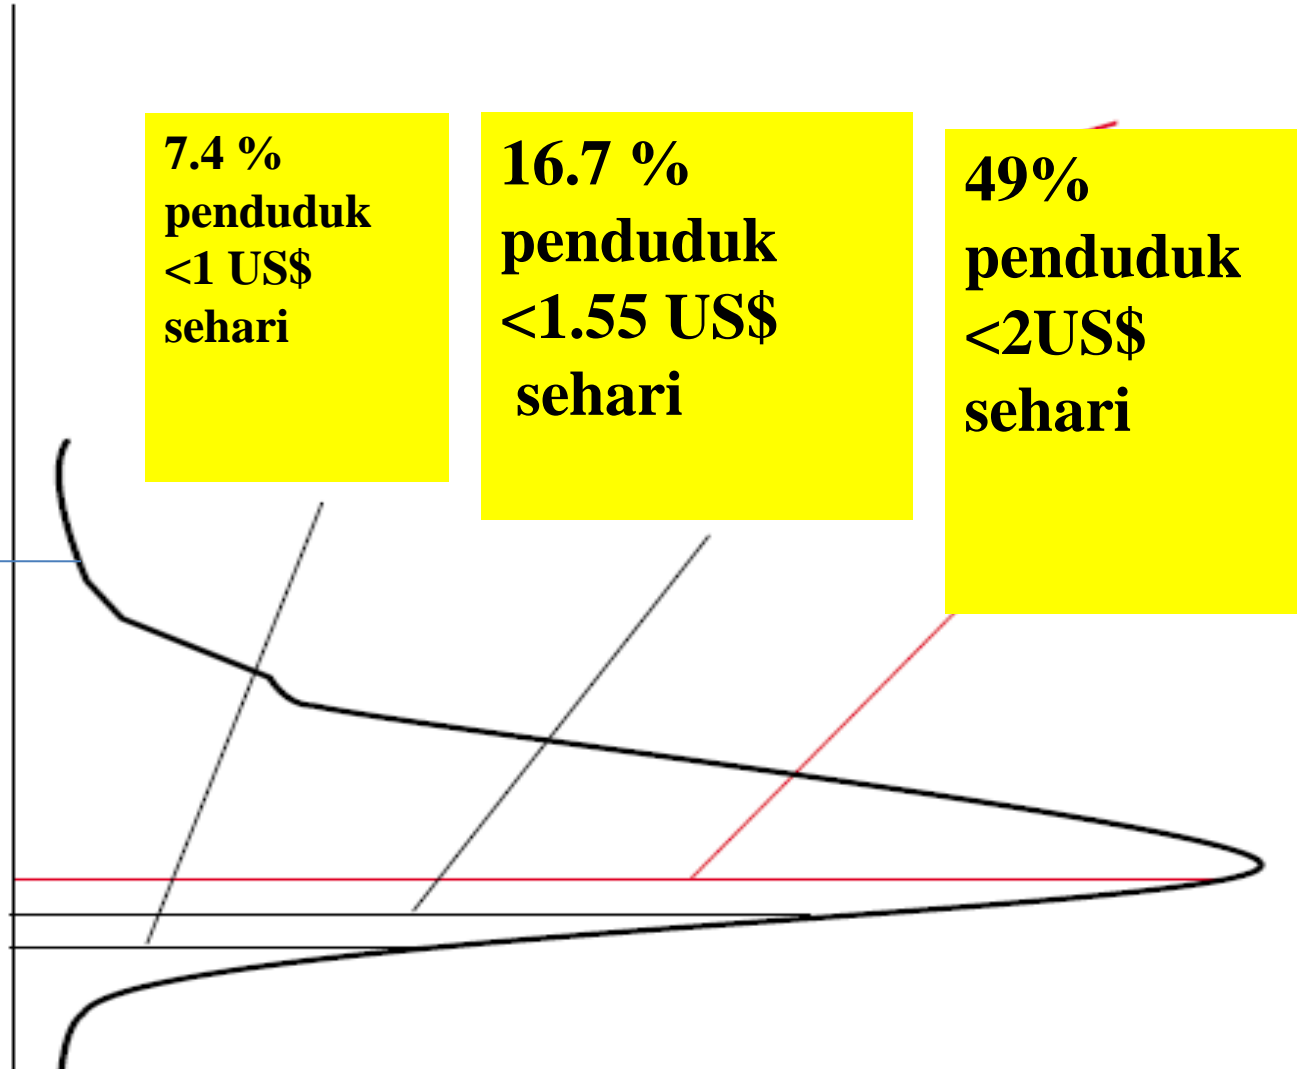 7.4 %
penduduk
<1 US$
sehari
16.7 %
penduduk
<1.55 US$
sehari
49%
penduduk
<2US$
sehari